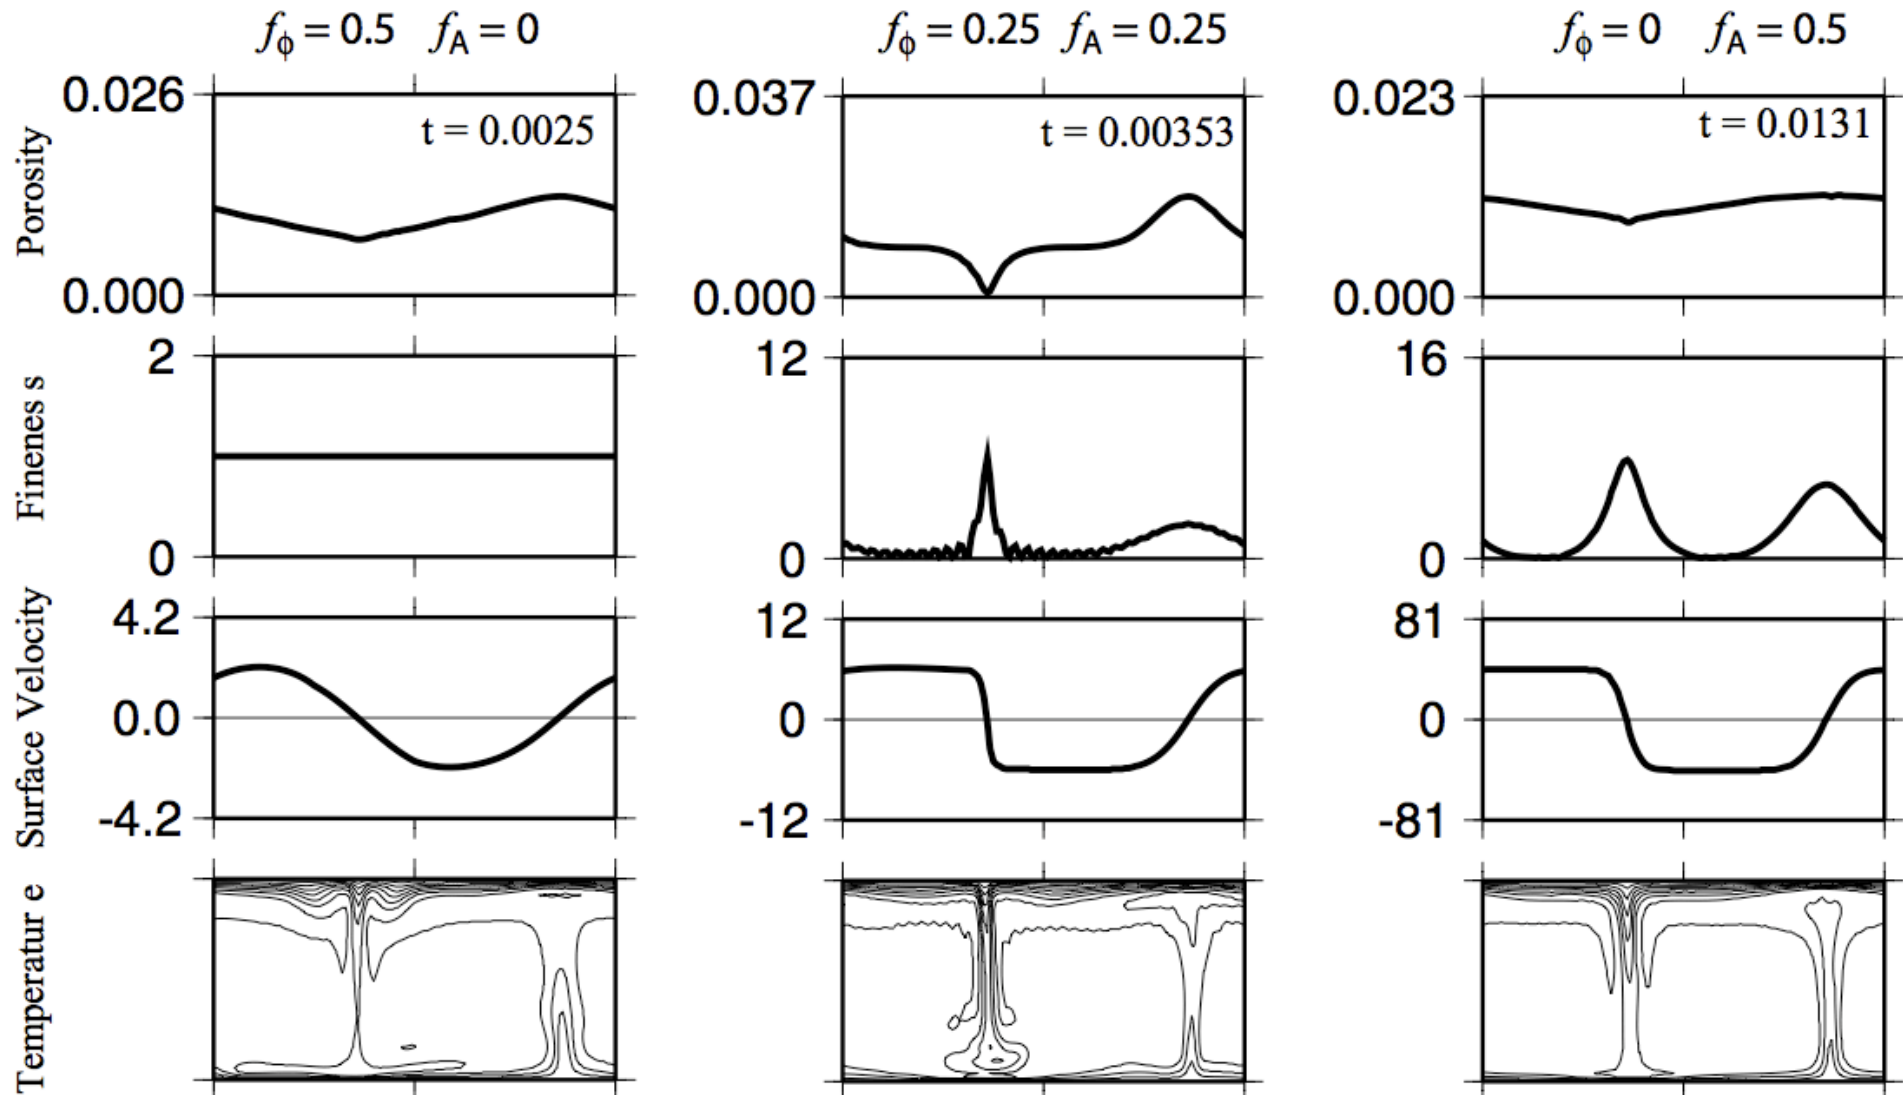 fϕ = 0.5 fA = 0 fϕ = 0.25 fA = 0.25 fϕ = 0 fA = 0.5
Porosity
0.026
t = 0.0025
0.000
0.037
t = 0.00353
0.000
0.023
t = 0.0131
0.000
Fineness
2
0
12
0
16
0
Surface Velocity
4.2
0.0
-4.2
12
0
-12
81
0
-81
Temperature